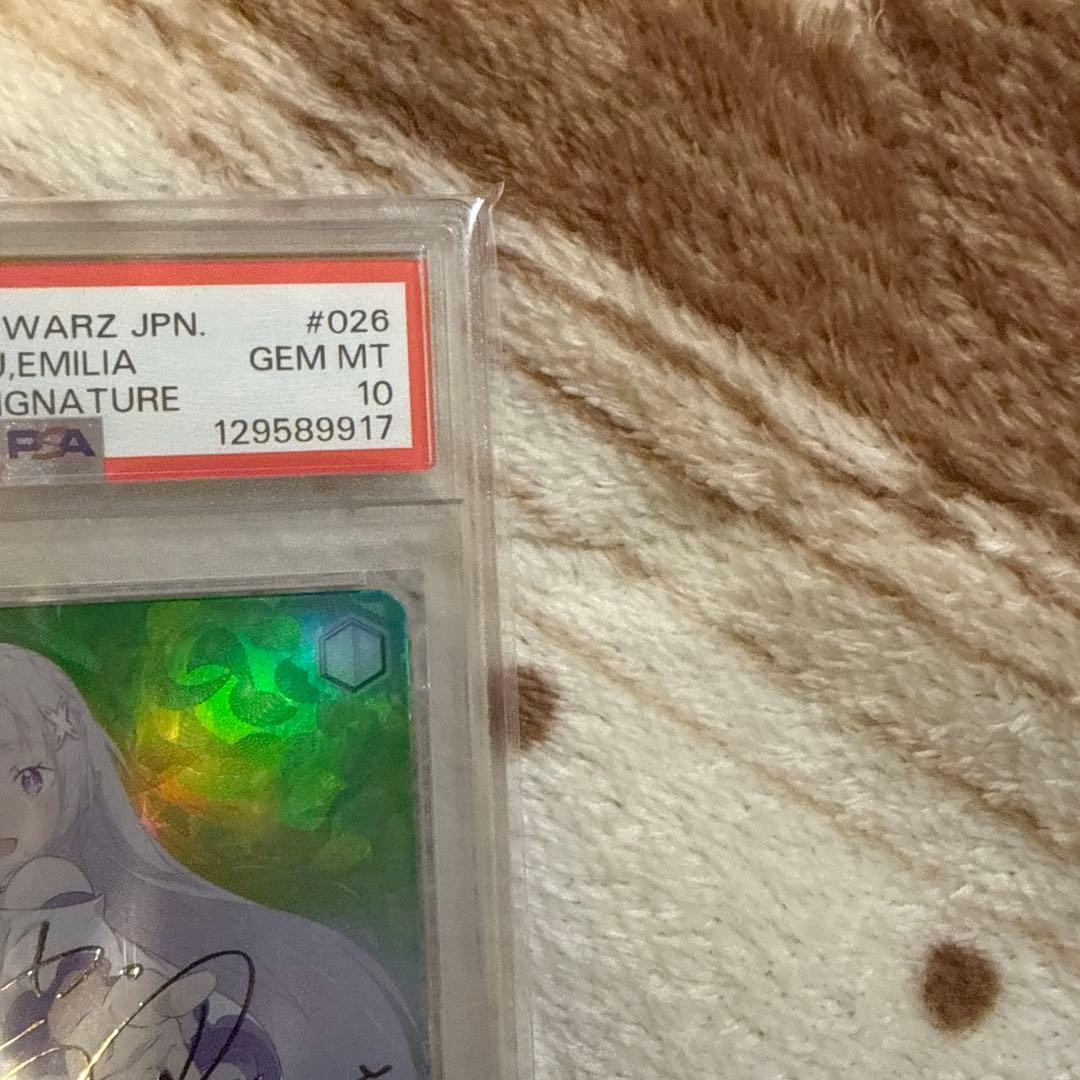 WARZ JPN. #026
,EMILIA GEM MT
IGNATURE 10
PSA 129589917